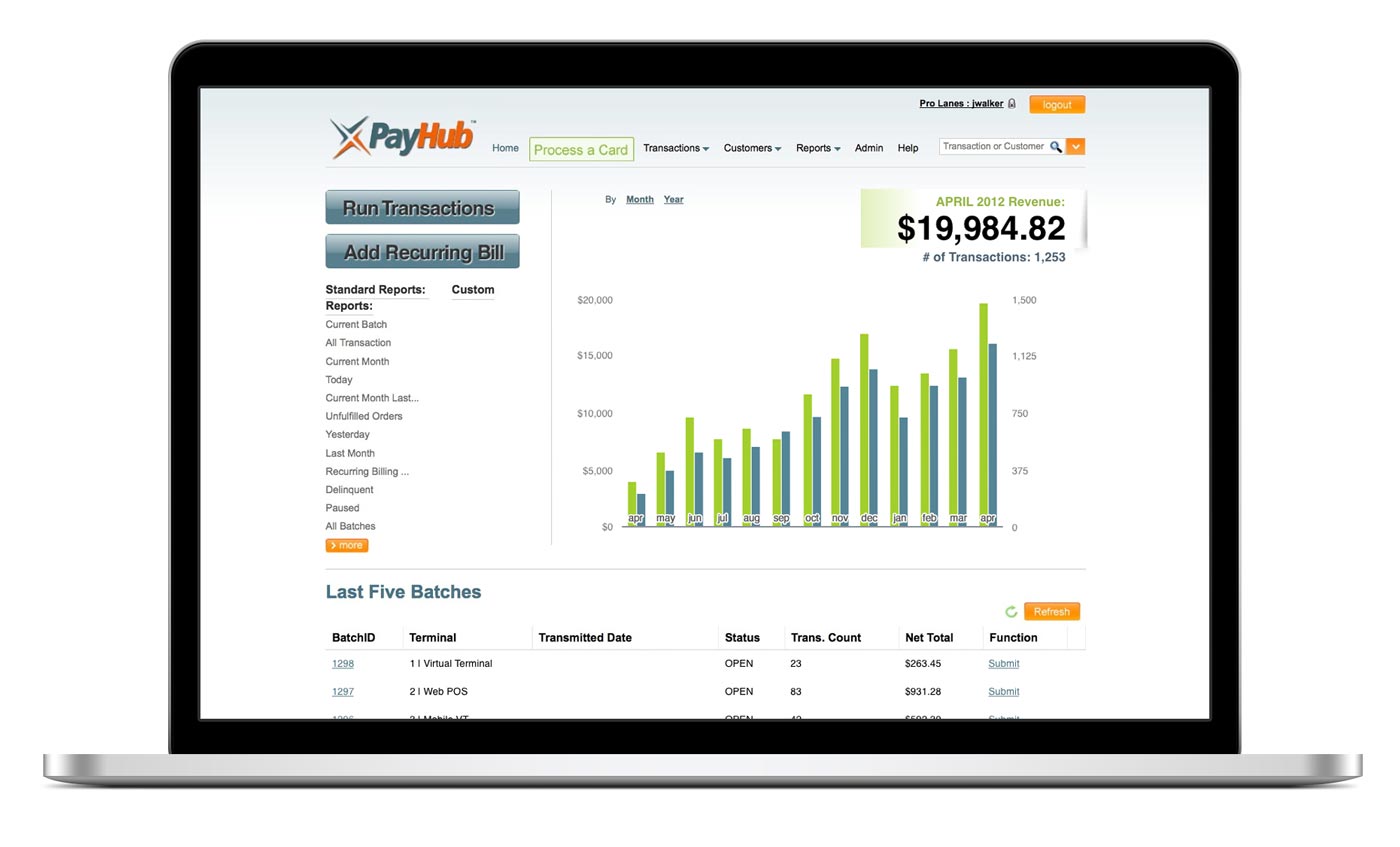 Pro Lanes : jwalker
logout
PayHub™
Home
Process a Card
Transactions
Customers
Reports
Admin
Help
Transaction or Customer
Run Transactions
Add Recurring Bill
Standard Reports: Custom
Reports:
Current Batch
All Transaction
Current Month
Today
Current Month Last...
Unfulfilled Orders
Yesterday
Last Month
Recurring Billing ...
Delinquent
Paused
All Batches
more
By Month Year
APRIL 2012 Revenue:
$19,984.82
# of Transactions: 1,253
$20,000
$15,000
$10,000
$5,000
$0
1,500
1,125
750
375
0
apr may jun jul aug sep oct nov dec jan feb mar apr
Last Five Batches
Refresh
BatchID Terminal Transmitted Date Status Trans. Count Net Total Function
1298 1 | Virtual Terminal OPEN 23 $263.45 Submit
1297 2 | Web POS OPEN 83 $931.28 Submit